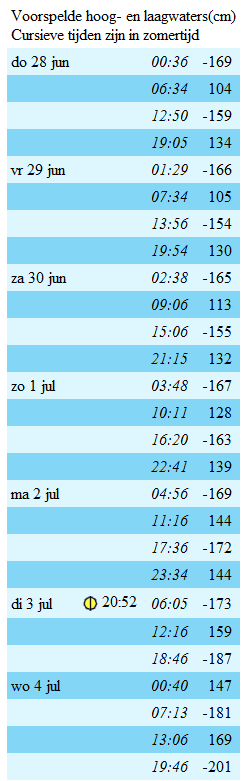 Voorspelde hoog- en laagwaters(cm)
Cursieve tijden zijn in zomertijd
do 28 jun 00:36 -169
06:34 104
12:50 -159
19:05 134
vr 29 jun 01:29 -166
07:34 105
13:56 -154
19:54 130
za 30 jun 02:38 -165
09:06 113
15:06 -155
21:15 132
zo 1 jul 03:48 -167
10:11 128
16:20 -163
22:41 139
ma 2 jul 04:56 -169
11:16 144
17:36 -172
23:34 144
di 3 jul 20:52 06:05 -173
12:16 159
18:46 -187
wo 4 jul 00:40 147
07:13 -181
13:06 169
19:46 -201